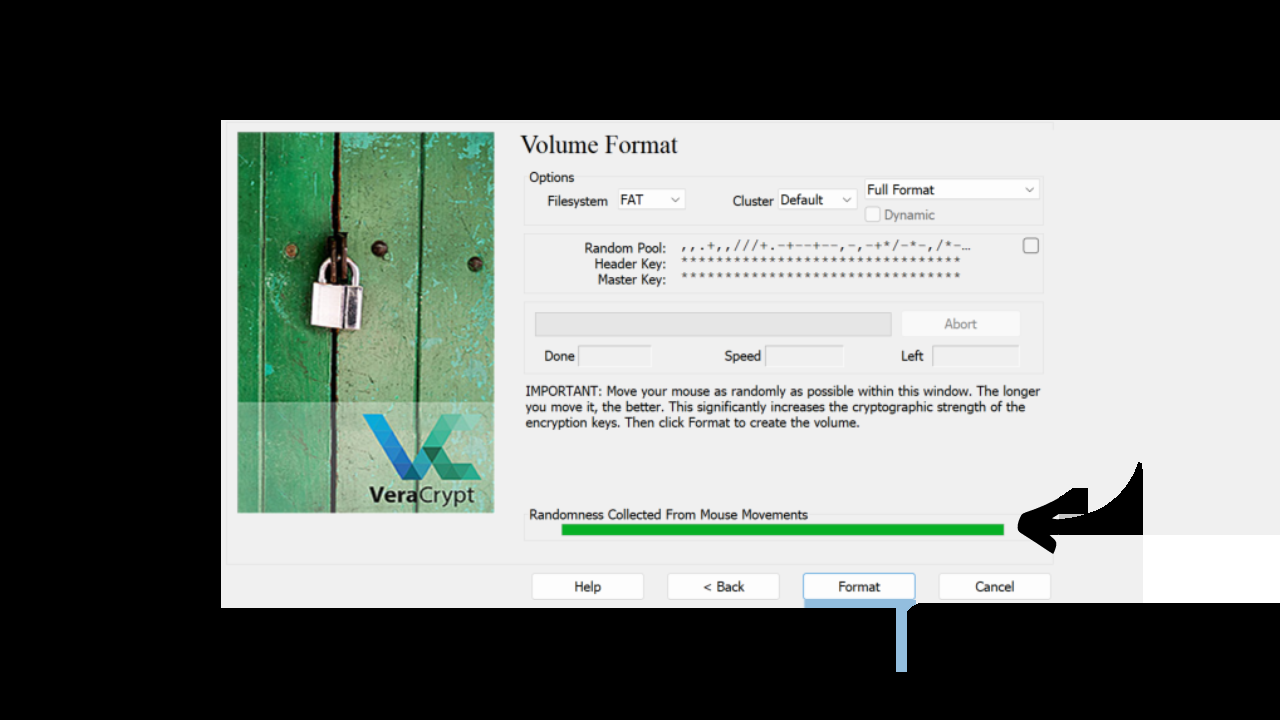 Volume Format
Options
Filesystem FAT Cluster Default Full Format
Dynamic
Random Pool: ,,.+,,///+.-+--+--,-,-+*/-*-,/*-...
Header Key: ********************************
Master Key: ********************************
Abort
Done Speed Left
IMPORTANT: Move your mouse as randomly as possible within this window. The longer
you move it, the better. This significantly increases the cryptographic strength of the
encryption keys. Then click Format to create the volume.
VeraCrypt
Randomness Collected From Mouse Movements
Help < Back Format Cancel